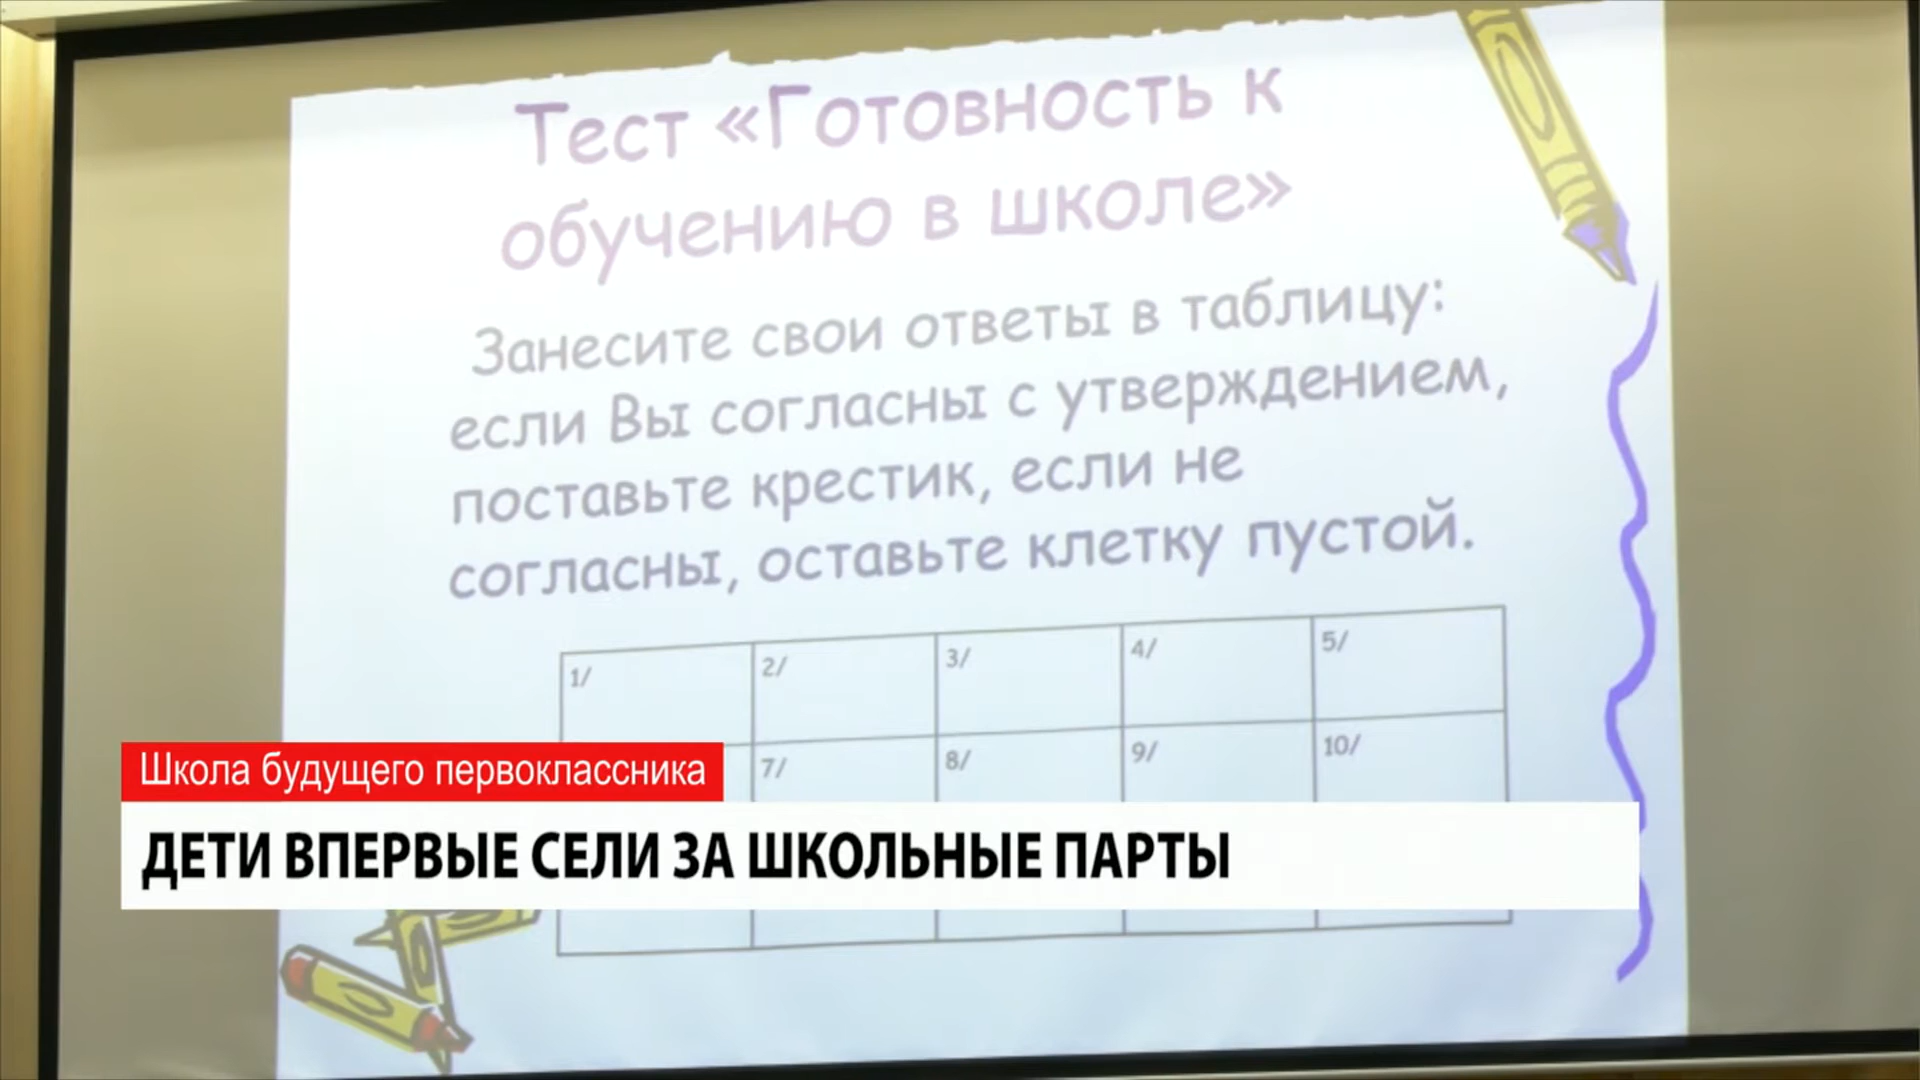 Тест «Готовность к
обучению в школе»
Занесите свои ответы в таблицу:
если Вы согласны с утверждением,
поставьте крестик, если не
согласны, оставьте клетку пустой.
1/ 2/ 3/ 4/ 5/
7/ 8/ 9/ 10/
Школа будущего первоклассника
ДЕТИ ВПЕРВЫЕ СЕЛИ ЗА ШКОЛЬНЫЕ ПАРТЫ